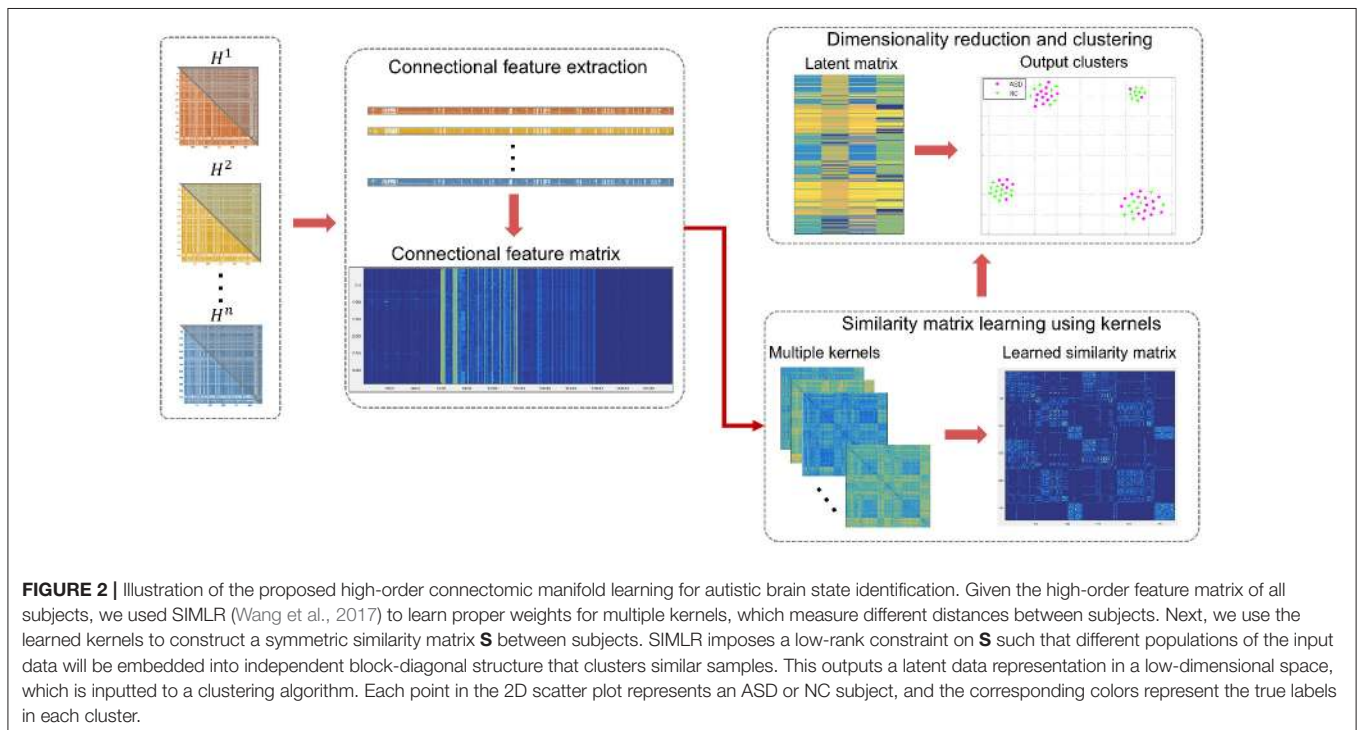 H¹
H²
Hⁿ
Connectional feature extraction
Connectional feature matrix
Dimensionality reduction and clustering
Latent matrix
Output clusters
ASD
NC
Similarity matrix learning using kernels
Multiple kernels
Learned similarity matrix
FIGURE 2 | Illustration of the proposed high-order connectomic manifold learning for autistic brain state identification. Given the high-order feature matrix of all
subjects, we used SIMLR (Wang et al., 2017) to learn proper weights for multiple kernels, which measure different distances between subjects. Next, we use the
learned kernels to construct a symmetric similarity matrix S between subjects. SIMLR imposes a low-rank constraint on S such that different populations of the input
data will be embedded into independent block-diagonal structure that clusters similar samples. This outputs a latent data representation in a low-dimensional space,
which is inputted to a clustering algorithm. Each point in the 2D scatter plot represents an ASD or NC subject, and the corresponding colors represent the true labels
in each cluster.